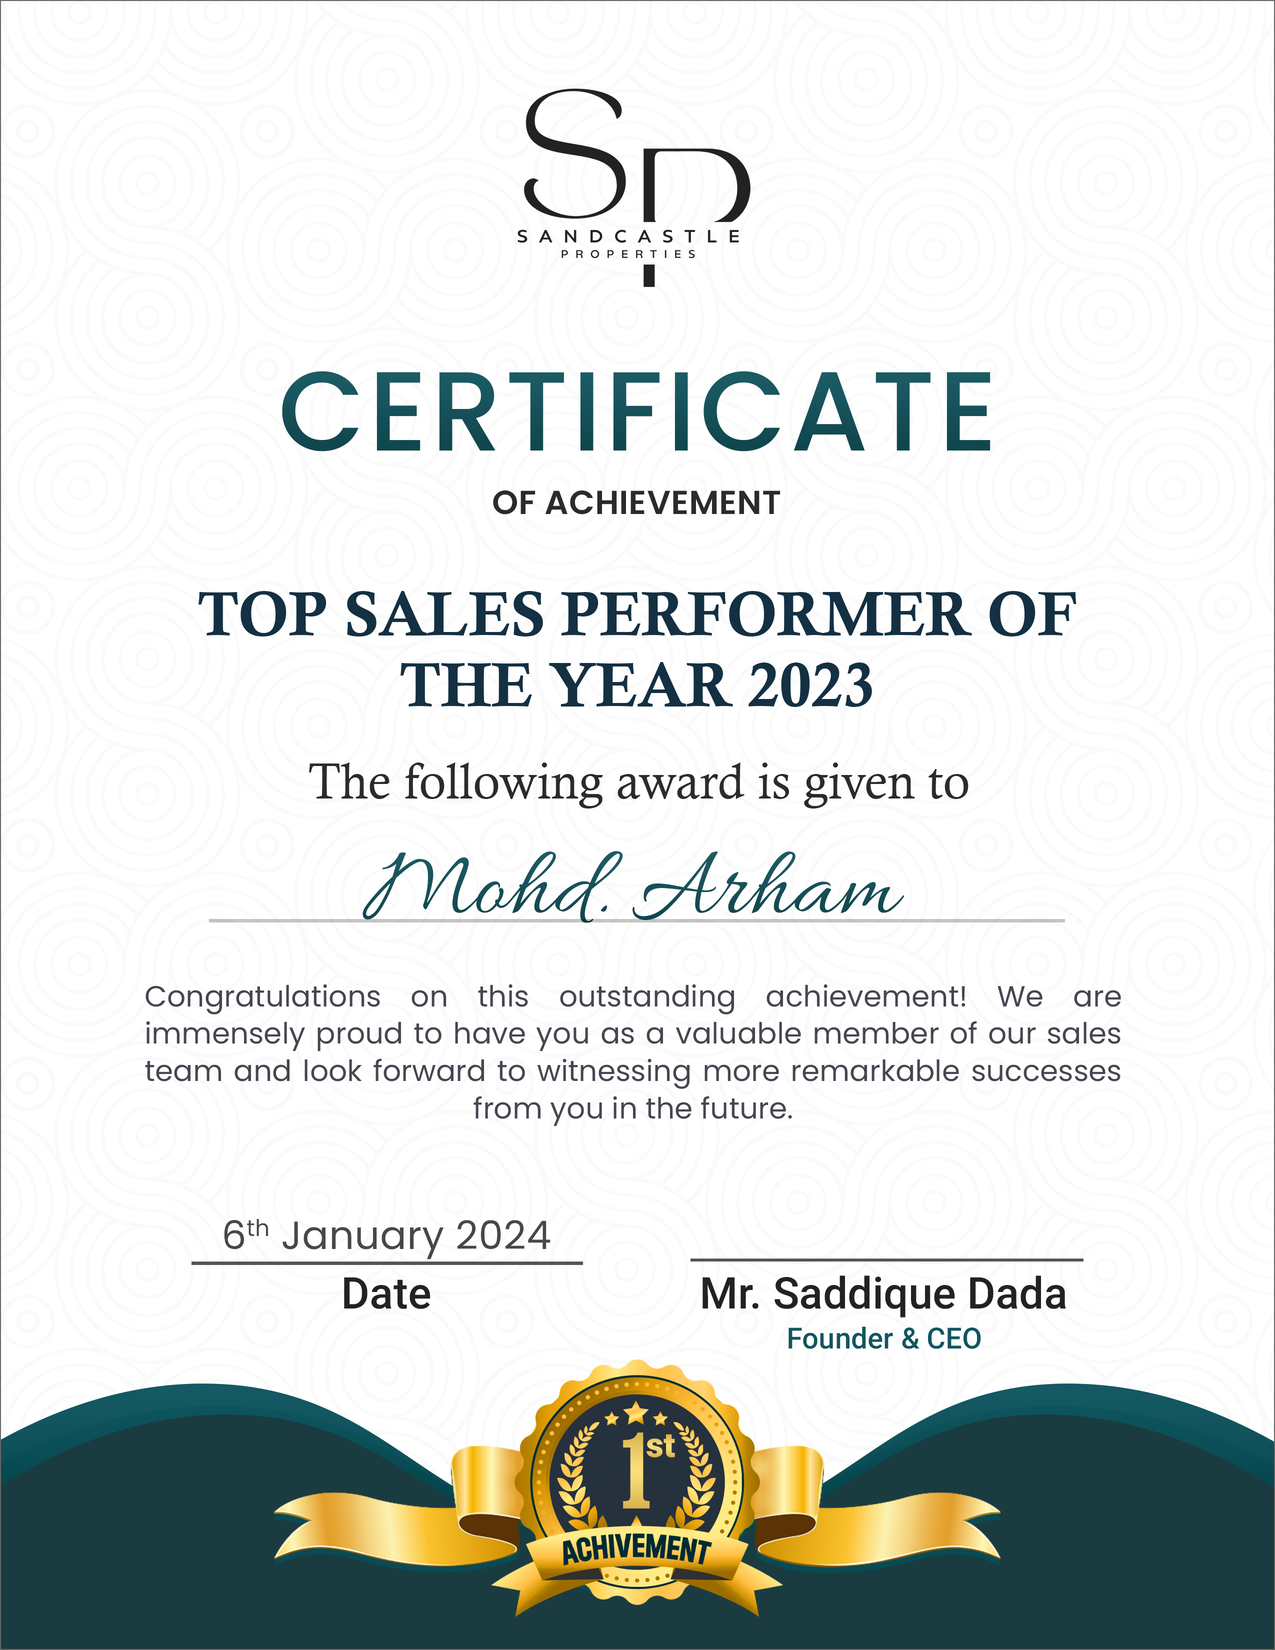 SP
SANDCASTLE
PROPERTIES
CERTIFICATE
OF ACHIEVEMENT
TOP SALES PERFORMER OF
THE YEAR 2023
The following award is given to
Mohd. Arham
Congratulations on this outstanding achievement! We are
immensely proud to have you as a valuable member of our sales
team and look forward to witnessing more remarkable successes
from you in the future.
6th January 2024
Date
Mr. Saddique Dada
Founder & CEO
1st
ACHIVEMENT